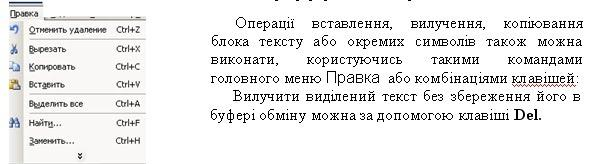 Правка
Отменить удаление Ctrl+Z
Вырезать Ctrl+X
Копировать Ctrl+C
Вставить Ctrl+V
Выделить все Ctrl+A
Найти... Ctrl+F
Заменить... Ctrl+H
Операції вставлення, вилучення, копіювання
блока тексту або окремих символів також можна
виконати, користуючись такими командами
головного меню Правка або комбінаціями клавішей:
Вилучити виділений текст без збереження його в
буфері обміну можна за допомогою клавіші Del.